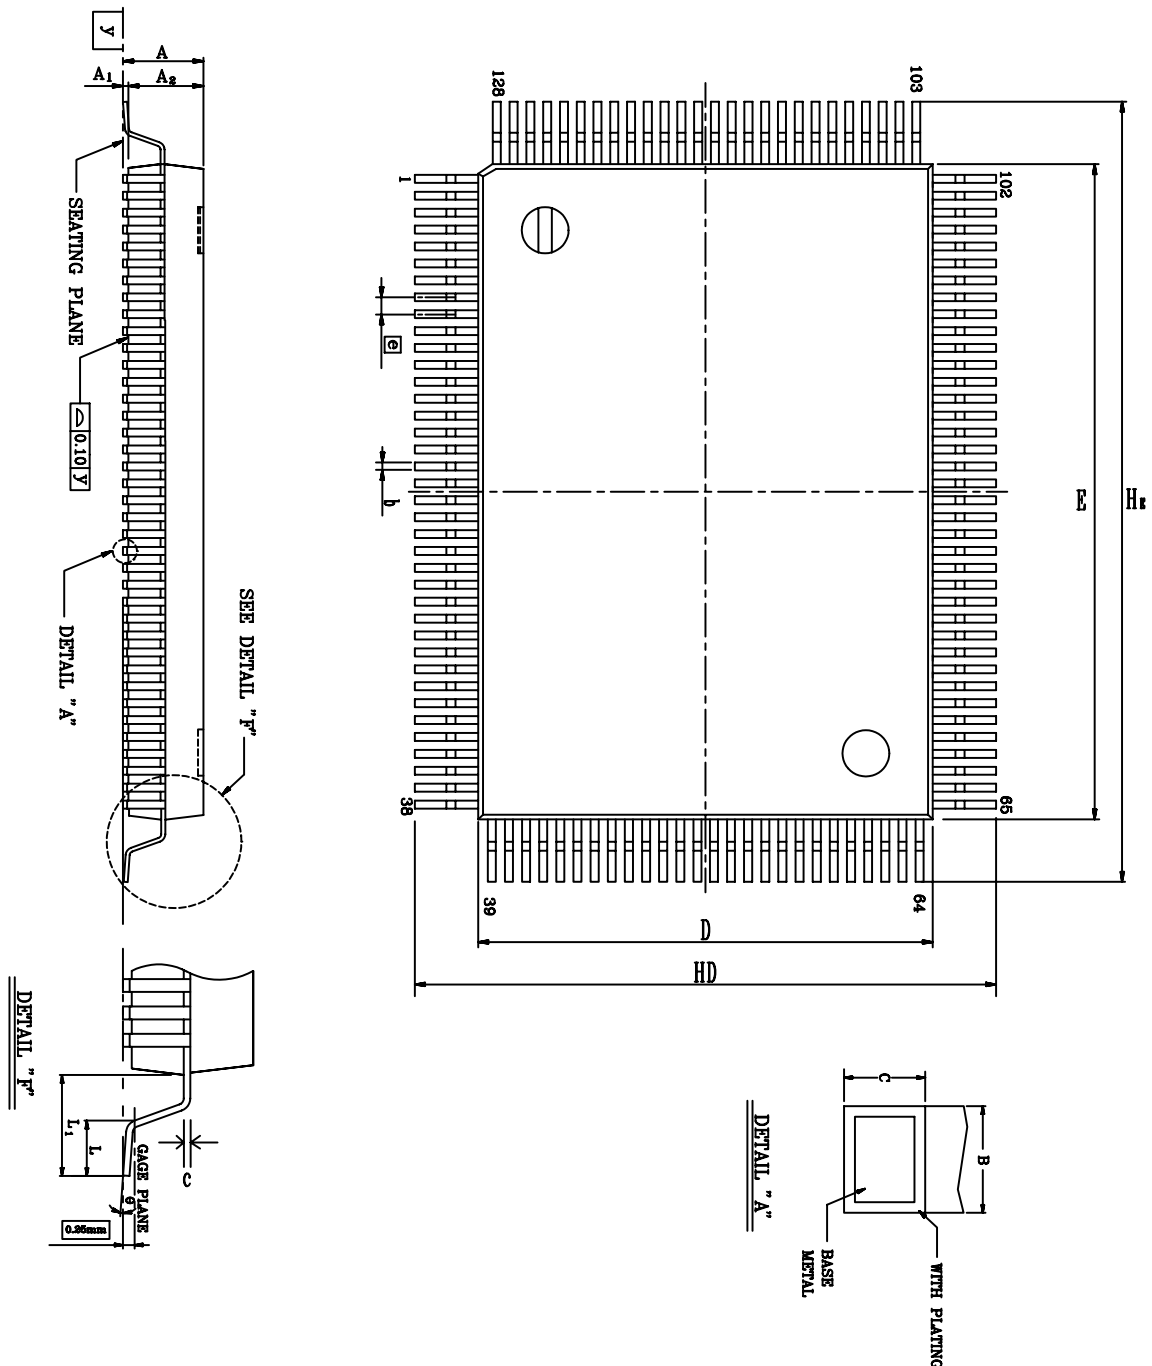 y
A
A1
A2
128
103
1
102
SEATING PLANE
e
0.10 y
b
E
HE
DETAIL "A"
SEE DETAIL "F"
38
65
39
64
D
HD
DETAIL "F"
L1
L
GAGE PLANE
θ
C
0.25mm
C
B
DETAIL "A"
BASE
METAL
WITH PLATING